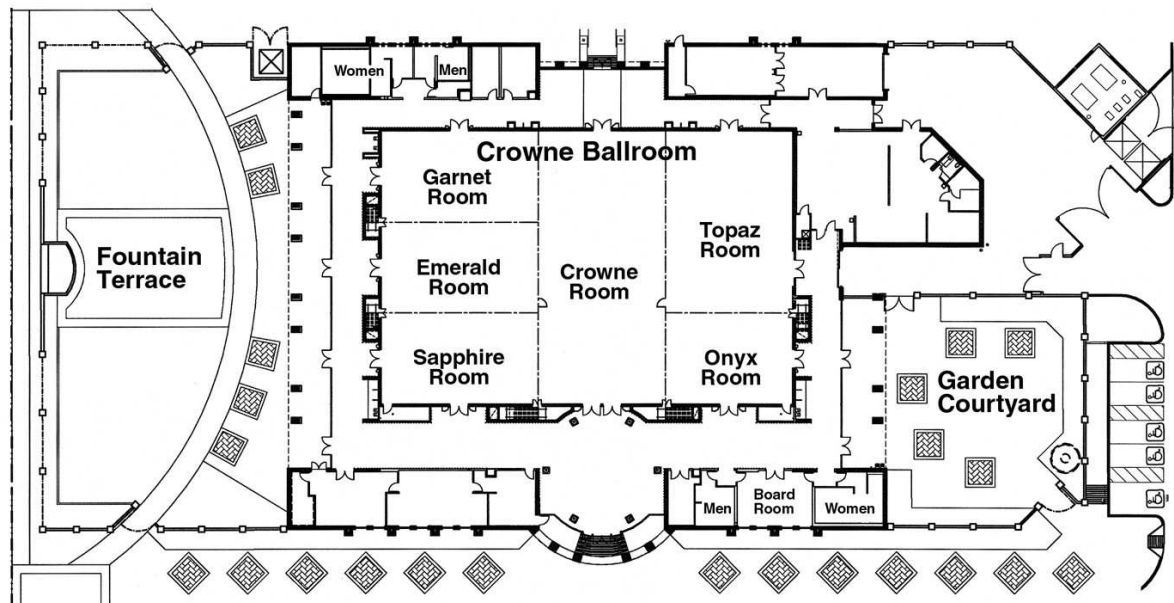 Women
Men
Crowne Ballroom
Garnet
Room
Topaz
Room
Fountain
Terrace
Emerald
Room
Crowne
Room
Sapphire
Room
Onyx
Room
Garden
Courtyard
Men
Board
Room
Women